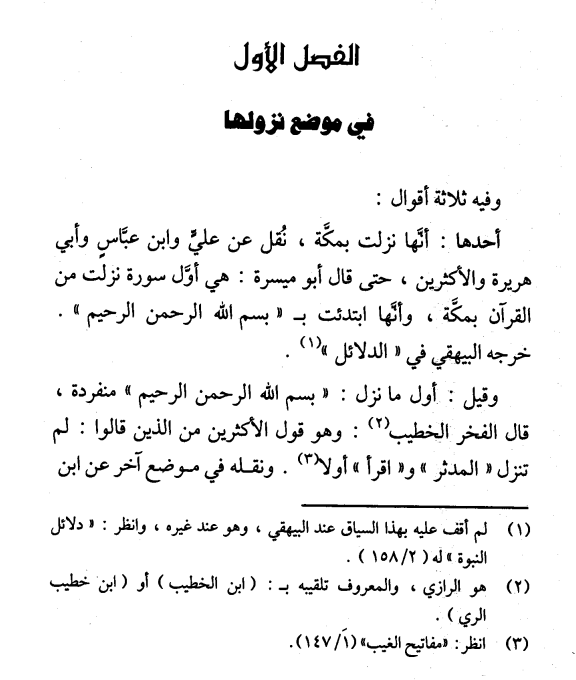 الفصل الأول
في موضع نزولها
وفيه ثلاثة أقوال :
أحدها : أنَّها نزلت بمكَّة ، نُقل عن عليٍّ وابن عبَّاسٍ وأبي
هريرة والأكثرين ، حتى قال أبو ميسرة : هي أوَّل سورة نزلت من
القرآن بمكَّة ، وأنَّها ابتدئت بـ « بسم الله الرحمن الرحيم » .
خرجه البيهقي في « الدلائل »(١) .
وقيل : أول ما نزل : « بسم الله الرحمن الرحيم » منفردة ،
قال الفخر الخطيب(٢) : وهو قول الأكثرين من الذين قالوا : لم
تنزل « المدثر » و« اقرأ » أولا(٣) . ونقله في موضع آخر عن ابن
(١) لم أقف عليه بهذا السياق عند البيهقي ، وهو عند غيره ، وانظر : « دلائل
النبوة » له ( ٢/ ١٥٨ ) .
(٢) هو الرازي ، والمعروف تلقيبه بـ : ( ابن الخطيب ) أو ( ابن خطيب
الري ) .
(٣) انظر : «مفاتيح الغيب» (١أ/١٤٧).